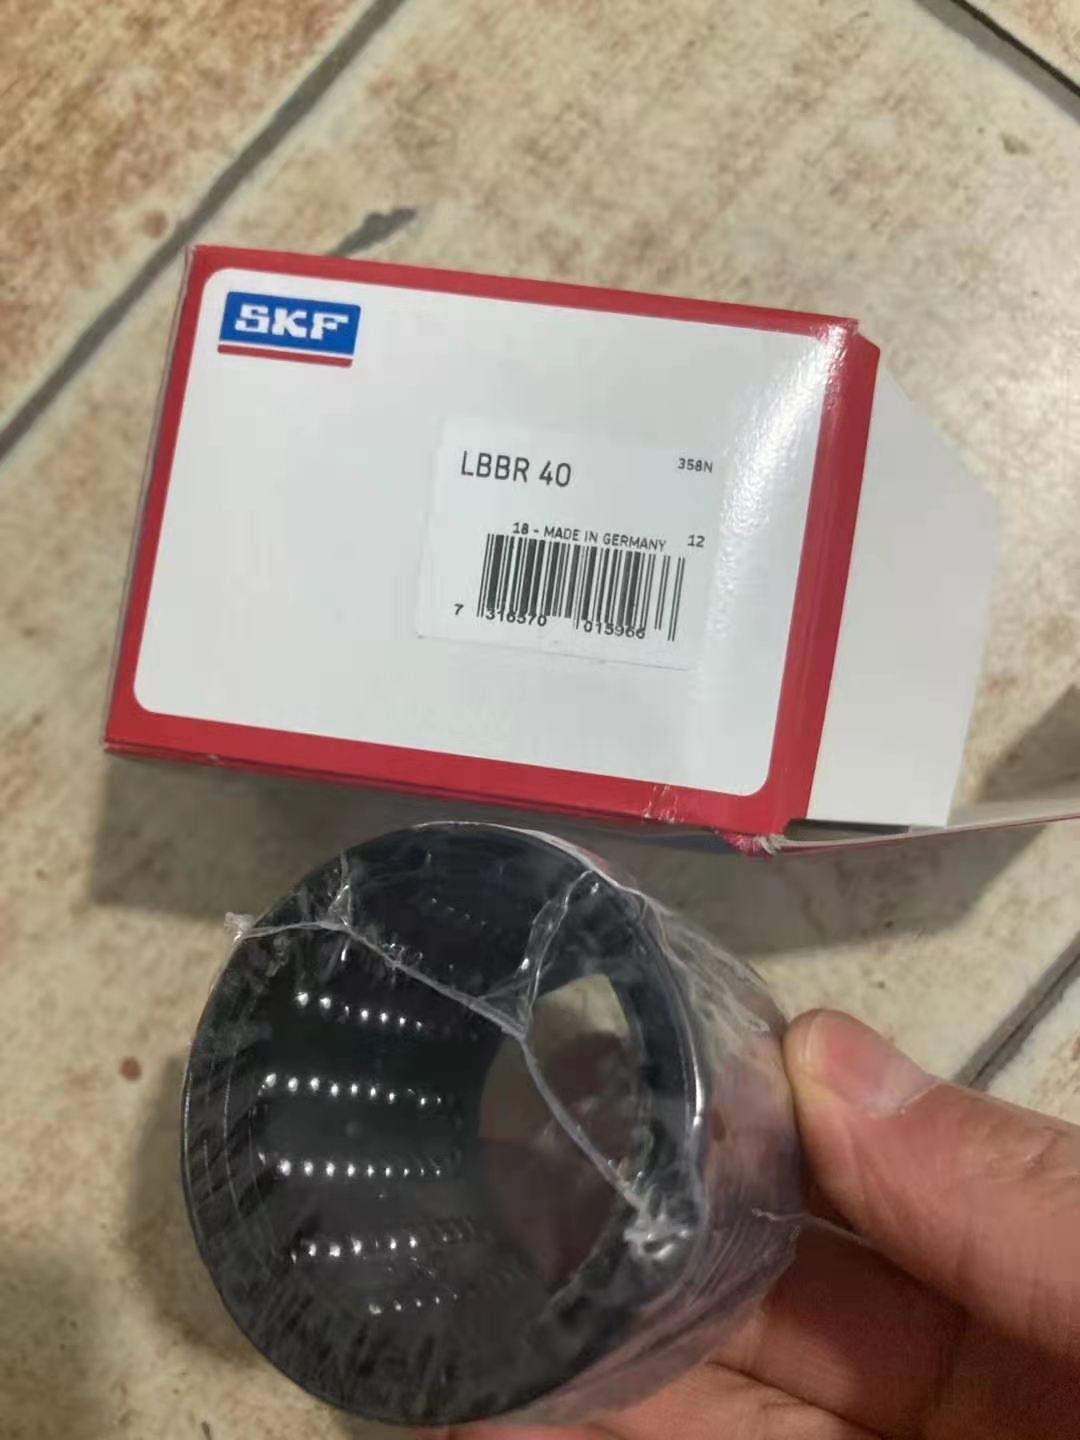 SKF
LBBR 40
358N
18 - MADE IN GERMANY 12
7 316570 015966